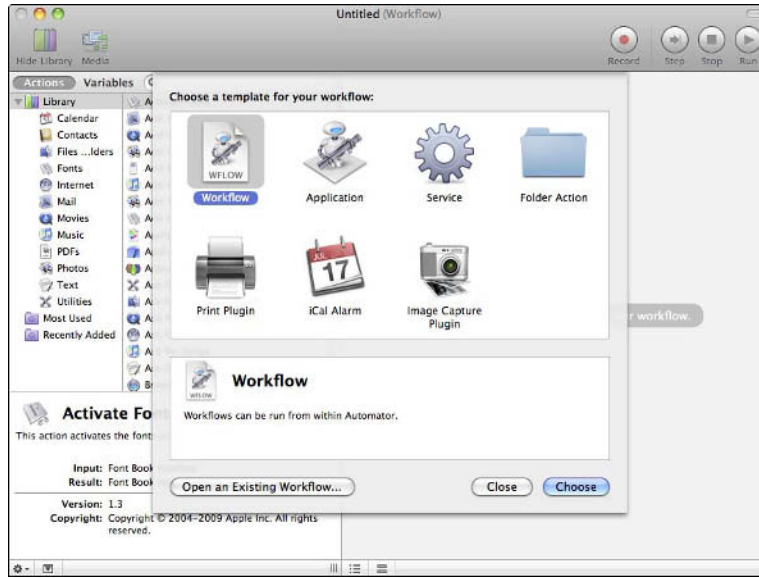 Untitled (Workflow)
Hide Library Media
Record Step Stop Run
Actions Variables
Library
Calendar
Contacts
Files ...lders
Fonts
Internet
Mail
Movies
Music
PDFs
Photos
Text
Utilities
Most Used
Recently Added
Choose a template for your workflow:
WFLOW
Workflow Application Service Folder Action
JUL
17
Print Plugin iCal Alarm Image Capture
Plugin
r workflow.
WFLOW
Workflow
Workflows can be run from within Automator.
Open an Existing Workflow... Close Choose
Activate Fo
This action activates the font
Input: Font Book
Result: Font Book
Version: 1.3
Copyright: Copyright © 2004–2009 Apple Inc. All rights
reserved.